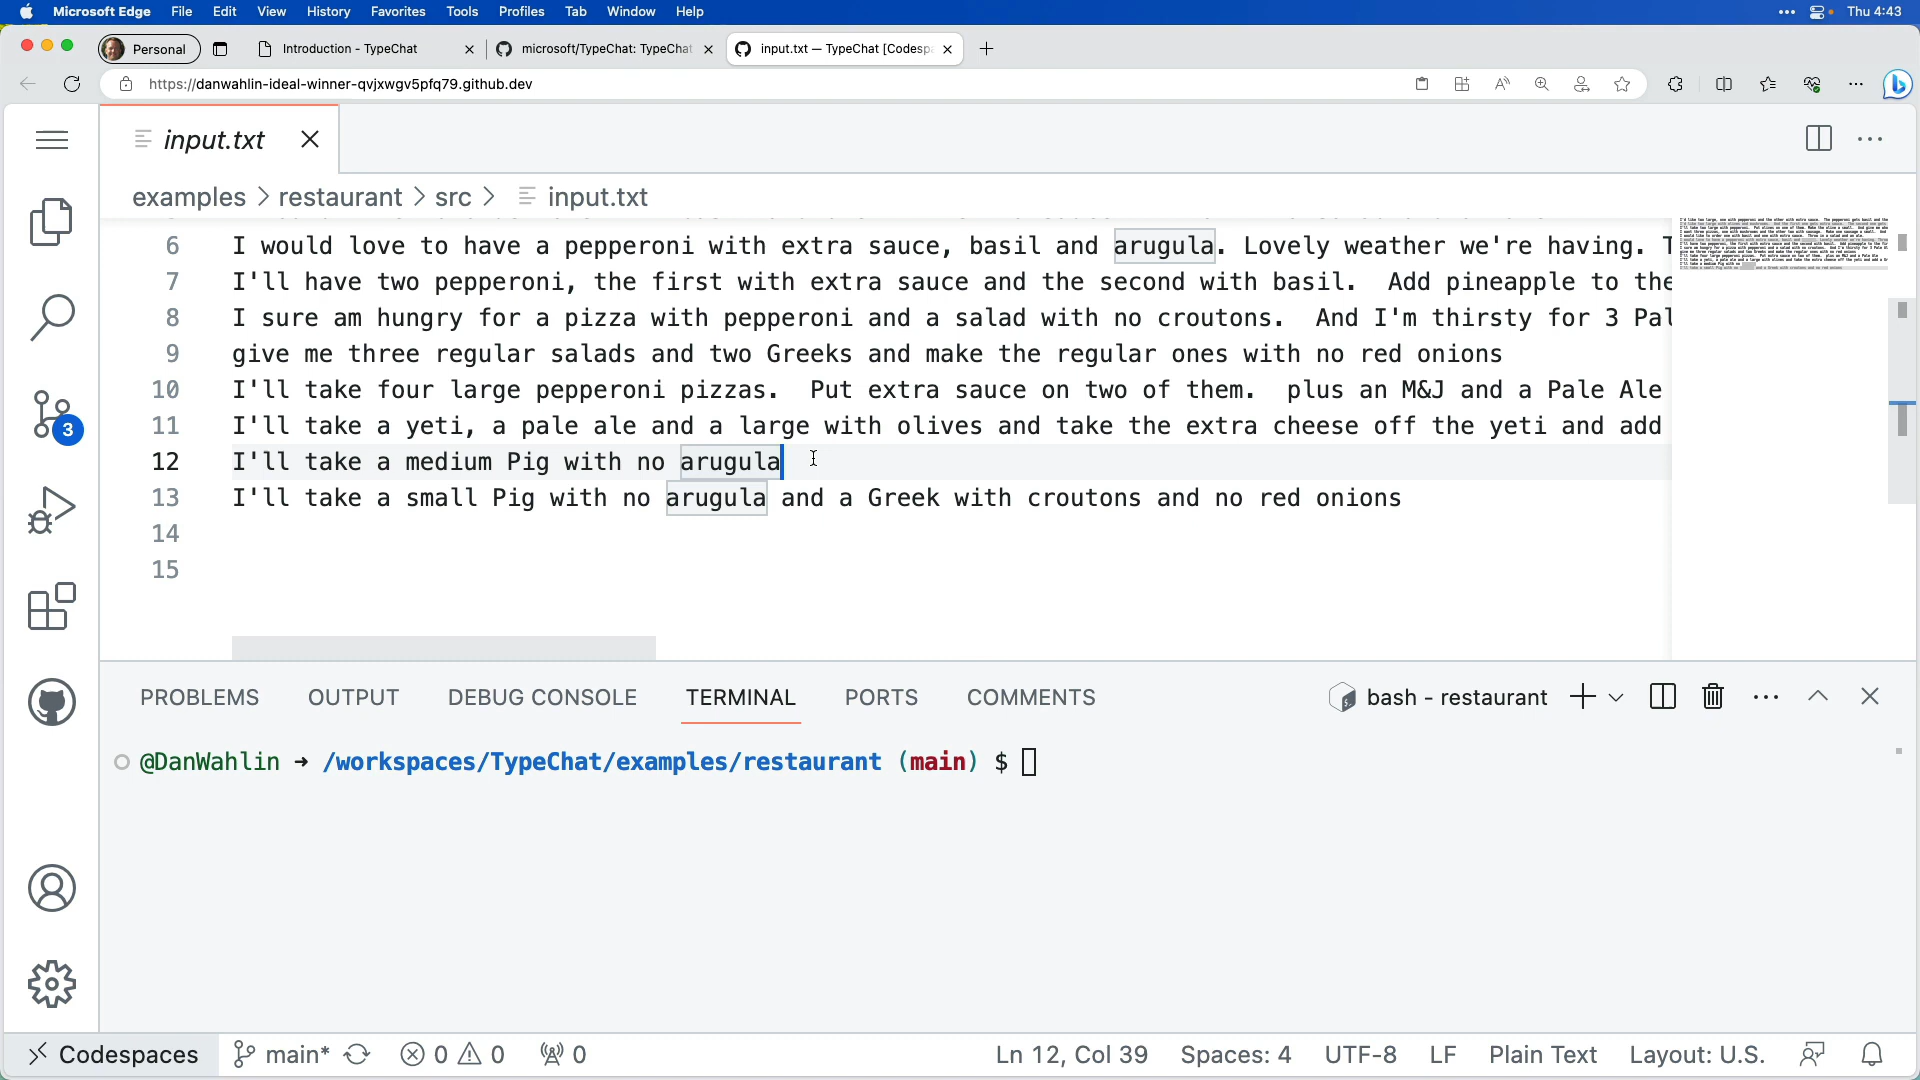 Microsoft Edge File Edit View History Favorites Tools Profiles Tab Window Help Thu 4:43
Personal Introduction - TypeChat microsoft/TypeChat: TypeChat input.txt — TypeChat [Codesp
https://danwahlin-ideal-winner-qvjxwgv5pfq79.github.dev
input.txt
examples > restaurant > src > input.txt
6 I would love to have a pepperoni with extra sauce, basil and arugula. Lovely weather we're having. T
7 I'll have two pepperoni, the first with extra sauce and the second with basil.  Add pineapple to the
8 I sure am hungry for a pizza with pepperoni and a salad with no croutons.  And I'm thirsty for 3 Pal
9 give me three regular salads and two Greeks and make the regular ones with no red onions
10 I'll take four large pepperoni pizzas.  Put extra sauce on two of them.  plus an M&J and a Pale Ale
11 I'll take a yeti, a pale ale and a large with olives and take the extra cheese off the yeti and add
12 I'll take a medium Pig with no arugula
13 I'll take a small Pig with no arugula and a Greek with croutons and no red onions
14
15
3
PROBLEMS OUTPUT DEBUG CONSOLE TERMINAL PORTS COMMENTS bash - restaurant
@DanWahlin → /workspaces/TypeChat/examples/restaurant (main) $
Codespaces main* 0 0 0 Ln 12, Col 39 Spaces: 4 UTF-8 LF Plain Text Layout: U.S.